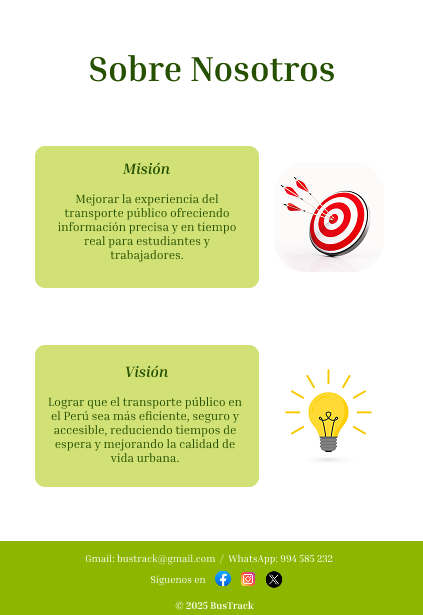 Sobre Nosotros
Misión
Mejorar la experiencia del
transporte público ofreciendo
información precisa y en tiempo
real para estudiantes y
trabajadores.
Visión
Lograr que el transporte público en
el Perú sea más eficiente, seguro y
accesible, reduciendo tiempos de
espera y mejorando la calidad de
vida urbana.
Gmail: bustrack@gmail.com / WhatsApp: 994 585 232
Síguenos en
© 2025 BusTrack